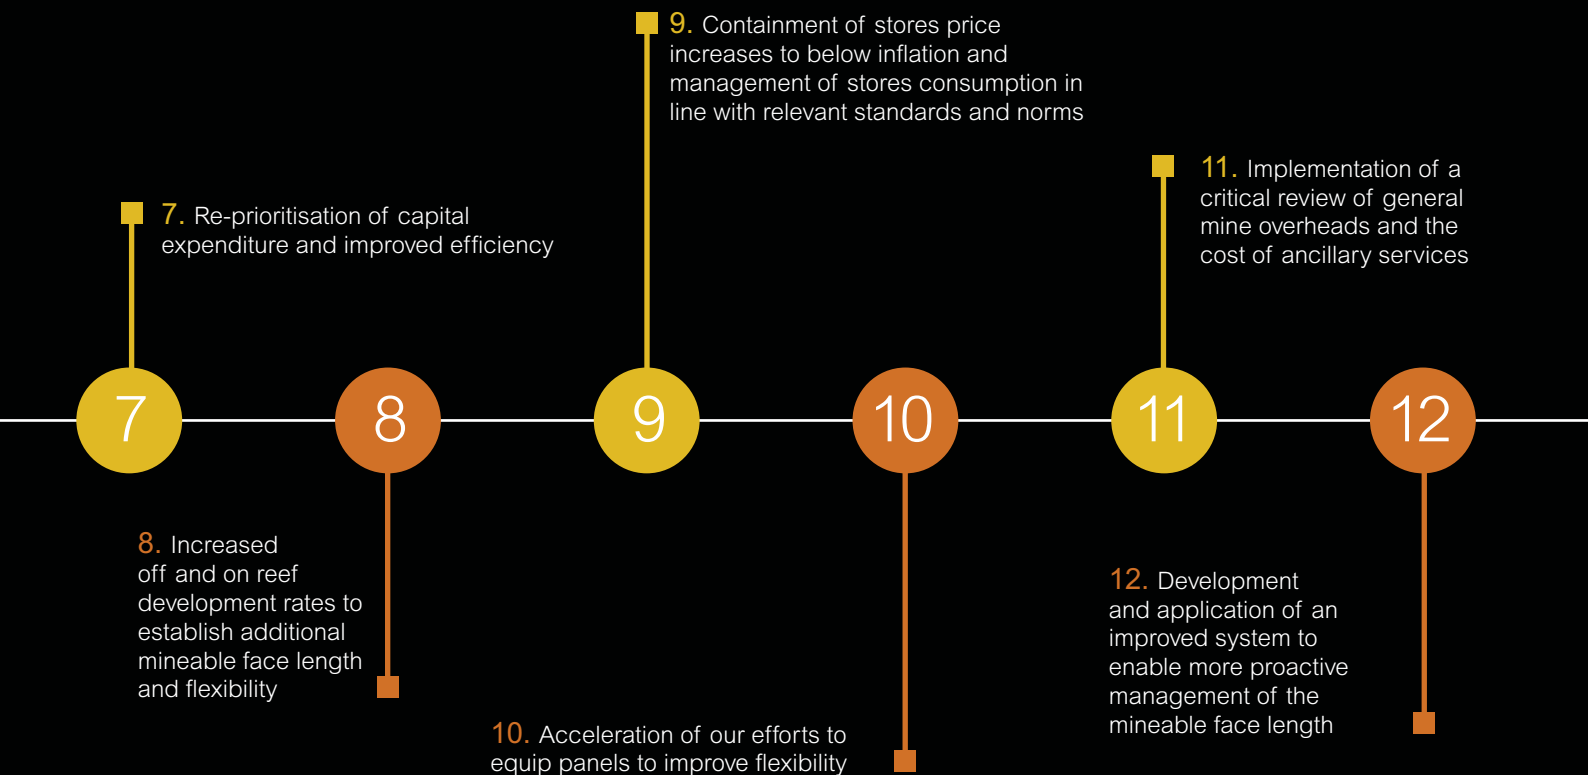 9. Containment of stores price
increases to below inflation and
management of stores consumption in
line with relevant standards and norms
11. Implementation of a
critical review of general
mine overheads and the
cost of ancillary services
7. Re-prioritisation of capital
expenditure and improved efficiency
7
8
9
10
11
12
8. Increased
off and on reef
development rates to
establish additional
mineable face length
and flexibility
12. Development
and application of an
improved system to
enable more proactive
management of the
mineable face length
10. Acceleration of our efforts to
equip panels to improve flexibility